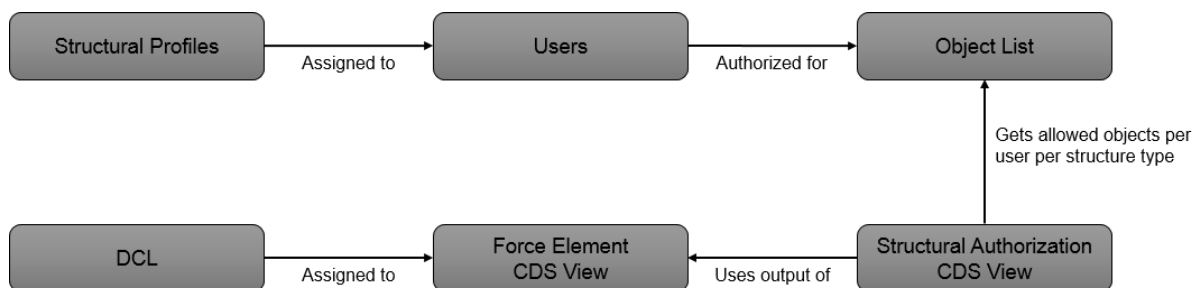 Structural Profiles
Assigned to
Users
Authorized for
Object List
Gets allowed objects per
user per structure type
DCL
Assigned to
Force Element
CDS View
Uses output of
Structural Authorization
CDS View